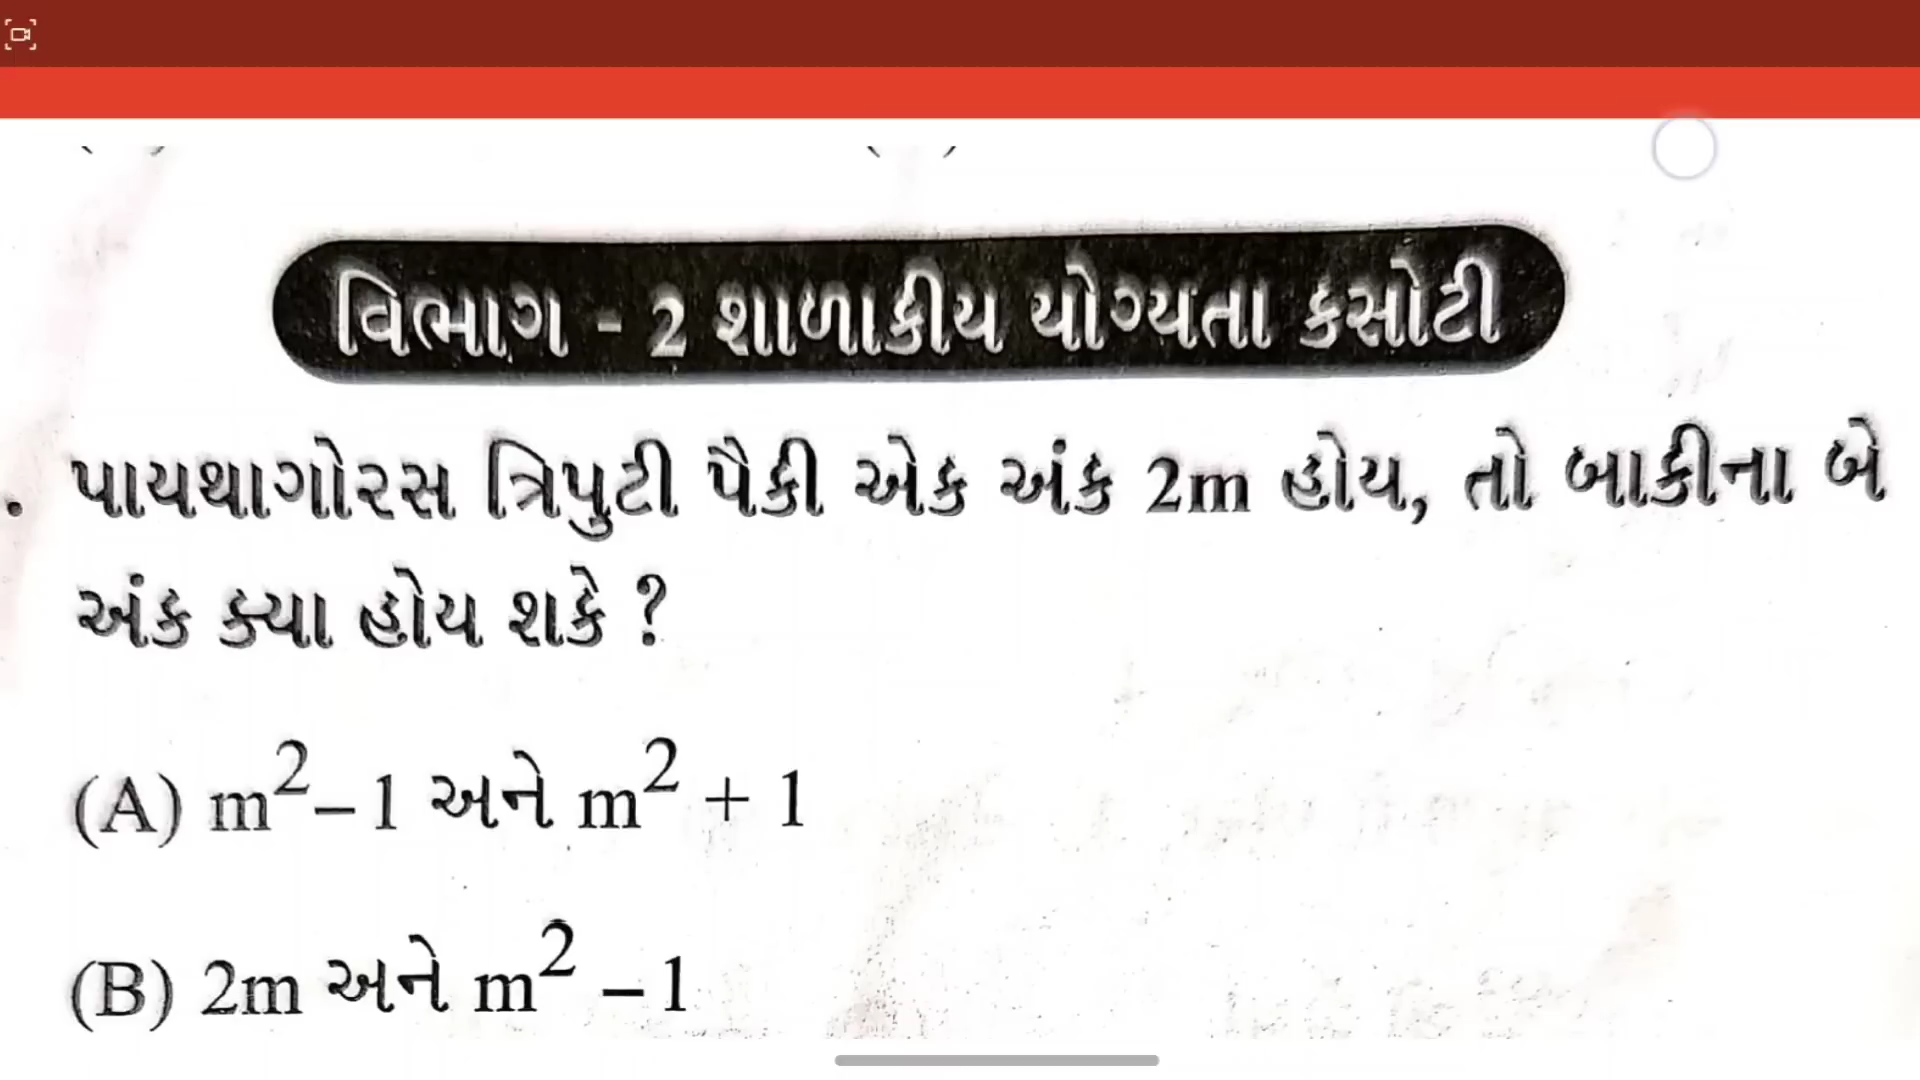 વિભાગ - 2 શાળાકીય યોગ્યતા કસોટી
પાયથાગોરસ ત્રિપુટી પૈકી એક અંક 2m હોય, તો બાકીના બે
અંક ક્યા હોય શકે ?
(A) m² – 1 અને m² + 1
(B) 2m અને m² – 1